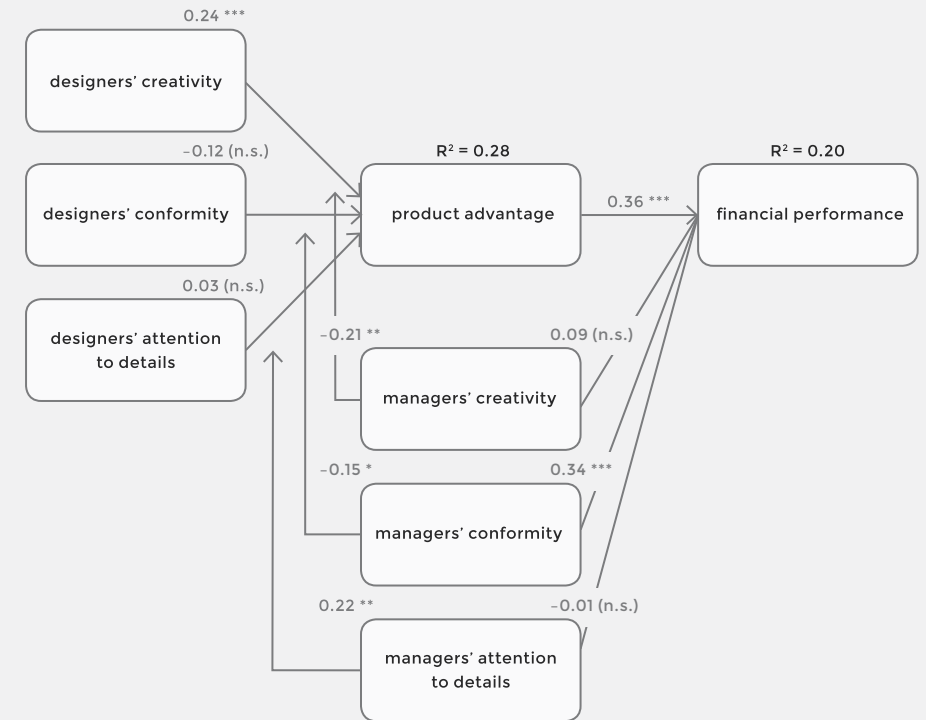 0.24 ***
designers’ creativity
–0.12 (n.s.)
R² = 0.28
R² = 0.20
designers’ conformity
product advantage
0.36 ***
financial performance
0.03 (n.s.)
designers’ attention
to details
–0.21 **
0.09 (n.s.)
managers’ creativity
–0.15 *
0.34 ***
managers’ conformity
0.22 **
–0.01 (n.s.)
managers’ attention
to details